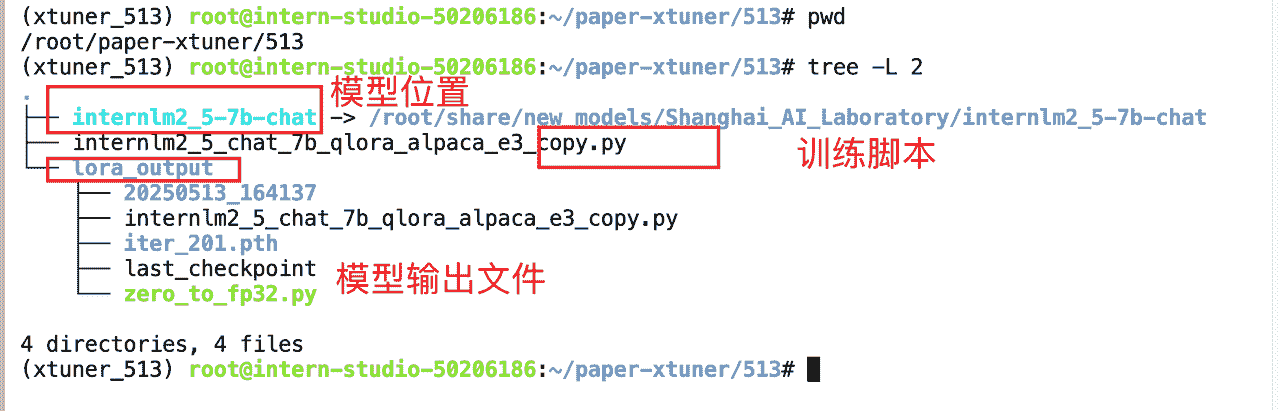 (xtuner_513) root@intern-studio-50206186:~/paper-xtuner/513# pwd
/root/paper-xtuner/513
(xtuner_513) root@intern-studio-50206186:~/paper-xtuner/513# tree -L 2
.
模型位置
├── internlm2_5-7b-chat -> /root/share/new_models/Shanghai_AI_Laboratory/internlm2_5-7b-chat
├── internlm2_5_chat_7b_qlora_alpaca_e3_copy.py
训练脚本
└── lora_output
    ├── 20250513_164137
    ├── internlm2_5_chat_7b_qlora_alpaca_e3_copy.py
    ├── iter_201.pth
    ├── last_checkpoint
模型输出文件
    └── zero_to_fp32.py
4 directories, 4 files
(xtuner_513) root@intern-studio-50206186:~/paper-xtuner/513#